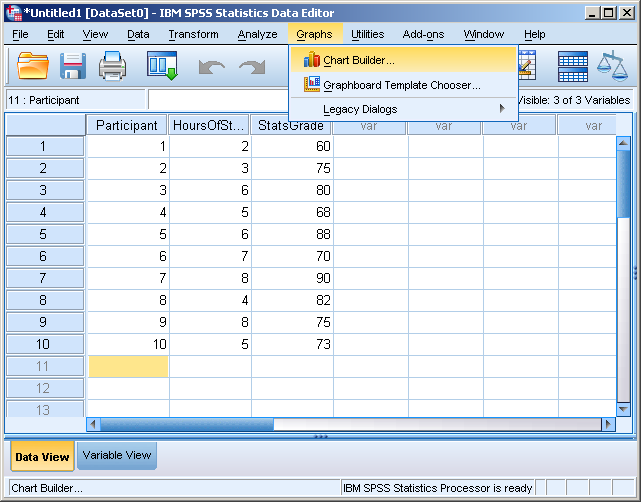 *Untitled1 [DataSet0] - IBM SPSS Statistics Data Editor
File Edit View Data Transform Analyze Graphs Utilities Add-ons Window Help
Chart Builder...
Graphboard Template Chooser...
Legacy Dialogs
11 : Participant Visible: 3 of 3 Variables
Participant HoursOfSt... StatsGrade var var var var
1 1 2 60
2 2 3 75
3 3 6 80
4 4 5 68
5 5 6 88
6 6 7 70
7 7 8 90
8 8 4 82
9 9 8 75
10 10 5 73
11
12
13
Data View Variable View
Chart Builder... IBM SPSS Statistics Processor is ready